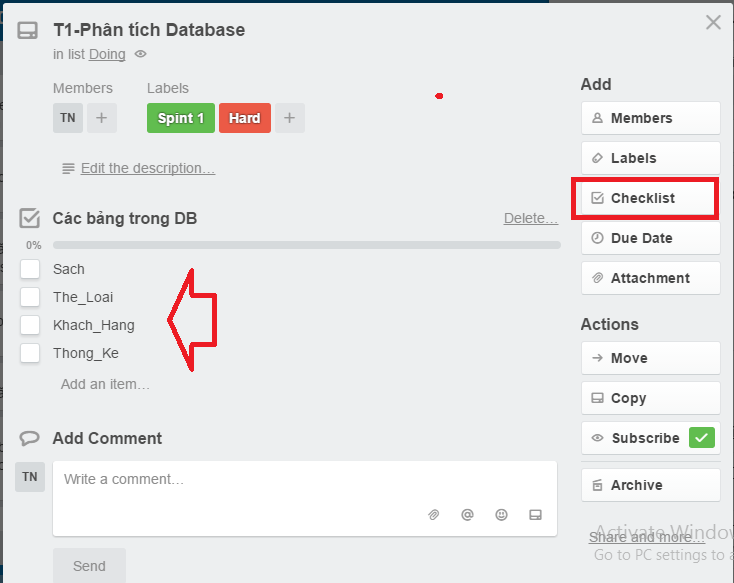 T1-Phân tích Database
in list Doing
Members
Labels
TN
+
Spint 1
Hard
+
Edit the description…
Các bảng trong DB
Delete…
0%
Sach
The_Loai
Khach_Hang
Thong_Ke
Add an item…
Add Comment
TN
Write a comment…
Send
Add
Members
Labels
Checklist
Due Date
Attachment
Actions
Move
Copy
Subscribe
Archive
Share and more…
Activate Window
Go to PC settings to a